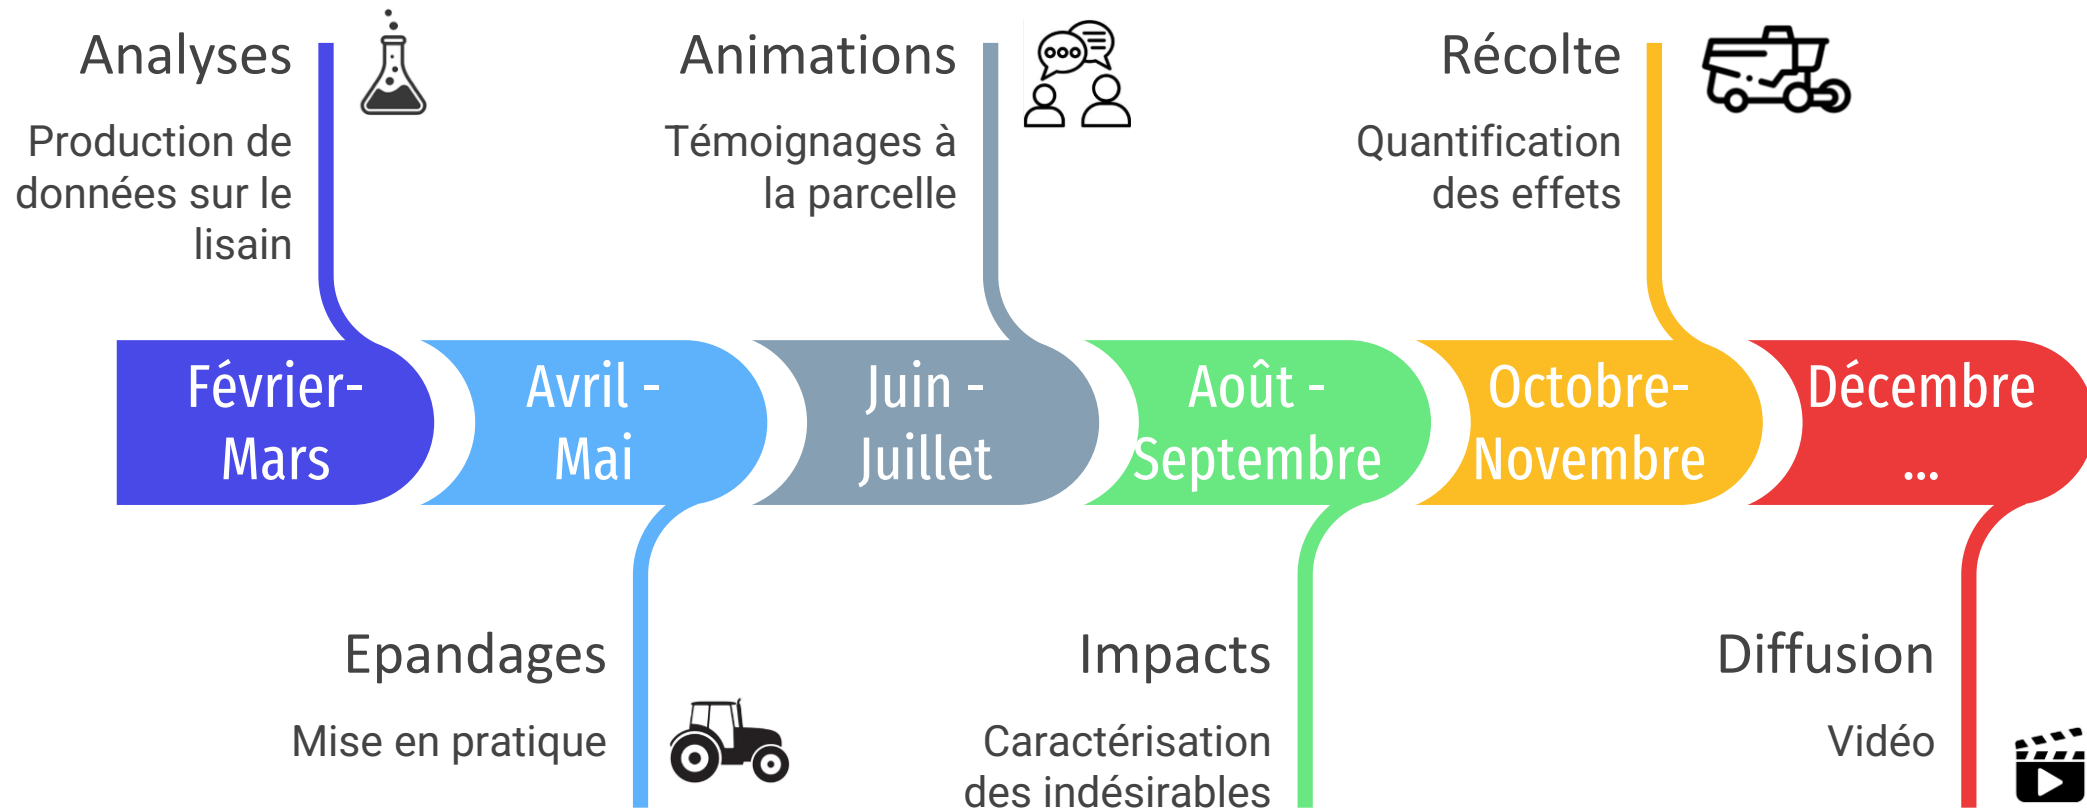 Analyses
Production de
données sur le
lisain
Animations
Témoignages à
la parcelle
Récolte
Quantification
des effets
Février-
Mars
Avril -
Mai
Juin -
Juillet
Août -
Septembre
Octobre-
Novembre
Décembre
...
Epandages
Mise en pratique
Impacts
Caractérisation
des indésirables
Diffusion
Vidéo